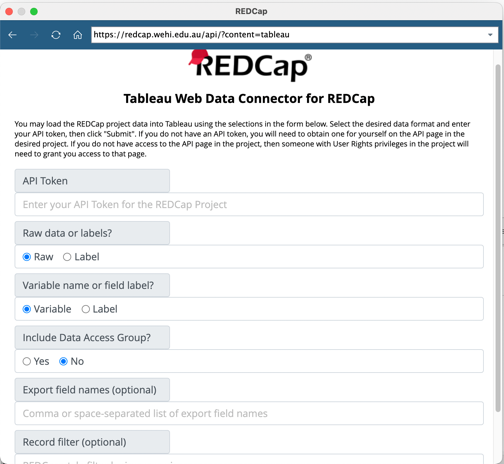 REDCap
https://redcap.wehi.edu.au/api/?content=tableau
REDCap®
Tableau Web Data Connector for REDCap
You may load the REDCap project data into Tableau using the selections in the form below. Select the desired data format and enter
your API token, then click "Submit". If you do not have an API token, you will need to obtain one for yourself on the API page in the
desired project. If you do not have access to the API page in the project, then someone with User Rights privileges in the project will
need to grant you access to that page.
API Token
Enter your API Token for the REDCap Project
Raw data or labels?
Raw Label
Variable name or field label?
Variable Label
Include Data Access Group?
Yes No
Export field names (optional)
Comma or space-separated list of export field names
Record filter (optional)